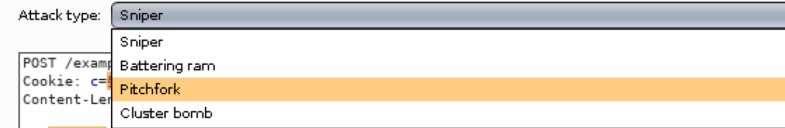 Attack type: Sniper
Sniper
Battering ram
Pitchfork
Cluster bomb
POST /examp
Cookie: c=
Content-Len